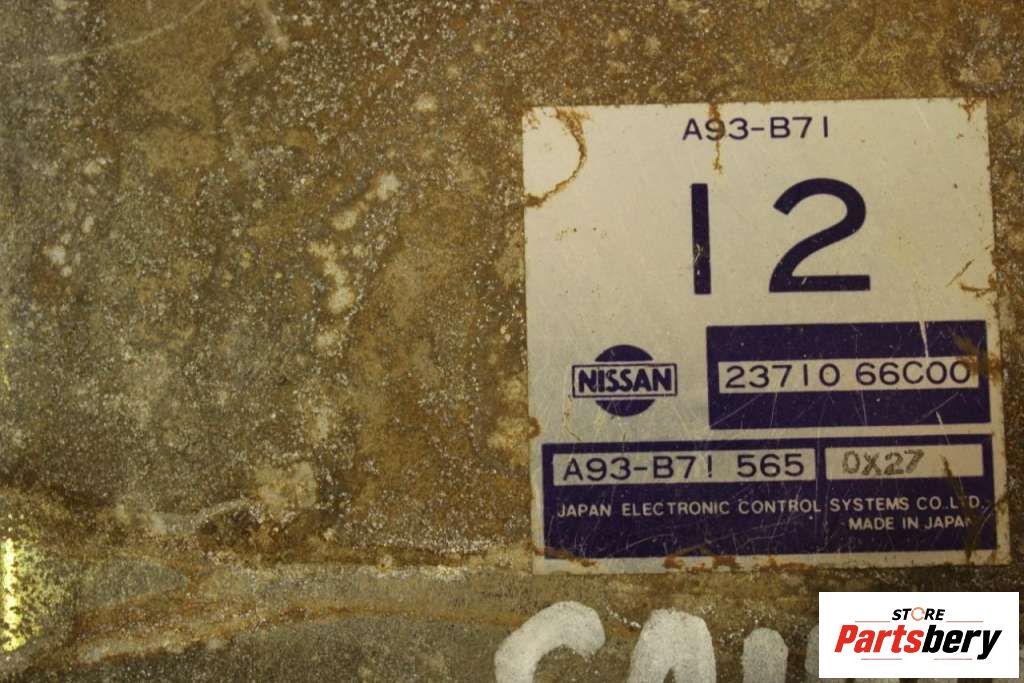 A93-B71
12
NISSAN
23710 66C00
A93-B71 565
0X27
JAPAN ELECTRONIC CONTROL SYSTEMS CO.,LTD.
MADE IN JAPAN
STORE
Partsbery